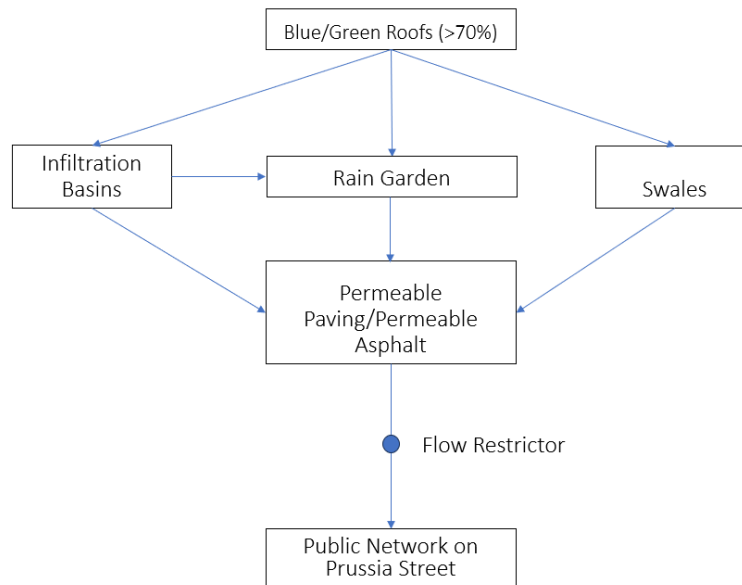 Blue/Green Roofs (>70%)
Infiltration
Basins
Rain Garden
Swales
Permeable
Paving/Permeable
Asphalt
Flow Restrictor
Public Network on
Prussia Street